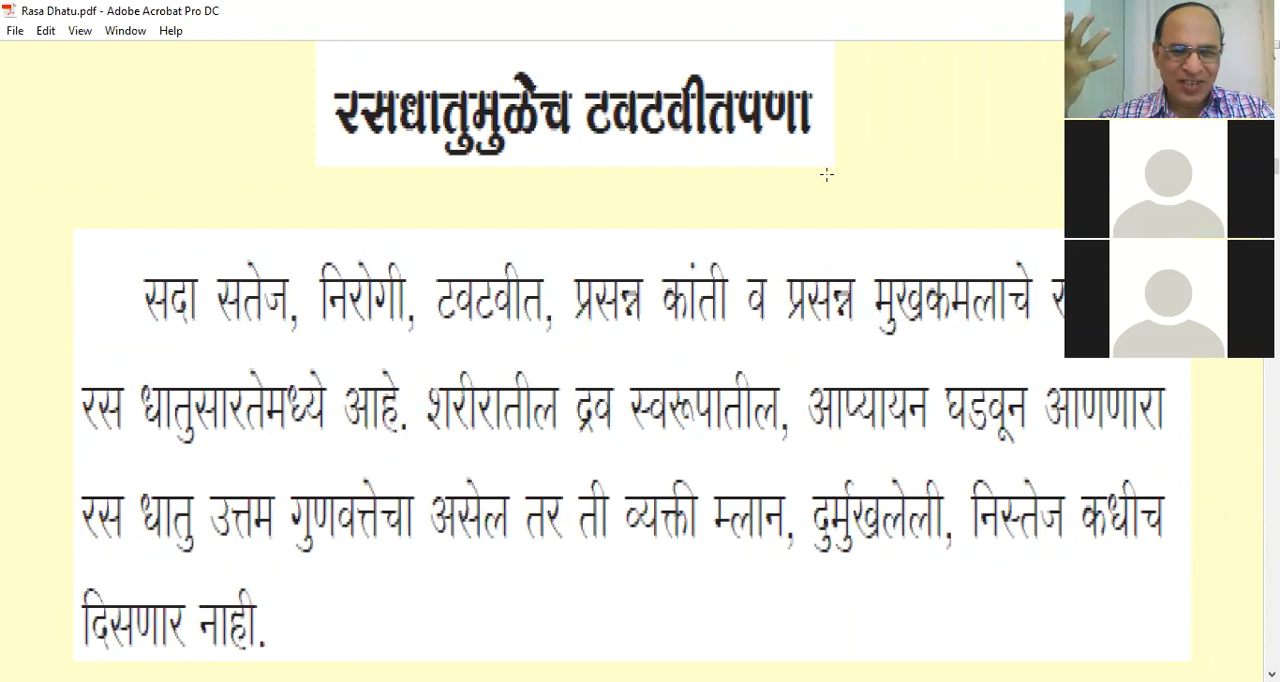 Rasa Dhatu.pdf - Adobe Acrobat Pro DC
File Edit View Window Help
रसधातुमुळेच टवटवीतपणा
सदा सतेज, निरोगी, टवटवीत, प्रसन्न कांती व प्रसन्न मुखकमलाचे
रस धातुसारतेमध्ये आहे. शरीरातील द्रव स्वरूपातील, आप्यायन घडवून आणणारा
रस धातु उत्तम गुणवत्तेचा असेल तर ती व्यक्ती म्लान, दुर्मुखलेली, निस्तेज कधीच
दिसणार नाही.